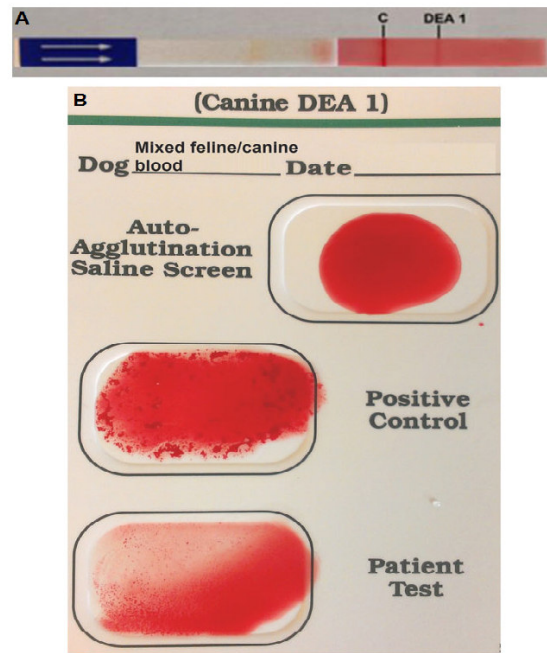 A
C DEA 1
B
(Canine DEA 1)
Mixed feline/canine
Dog blood Date
Auto-
Agglutination
Saline Screen
Positive
Control
Patient
Test